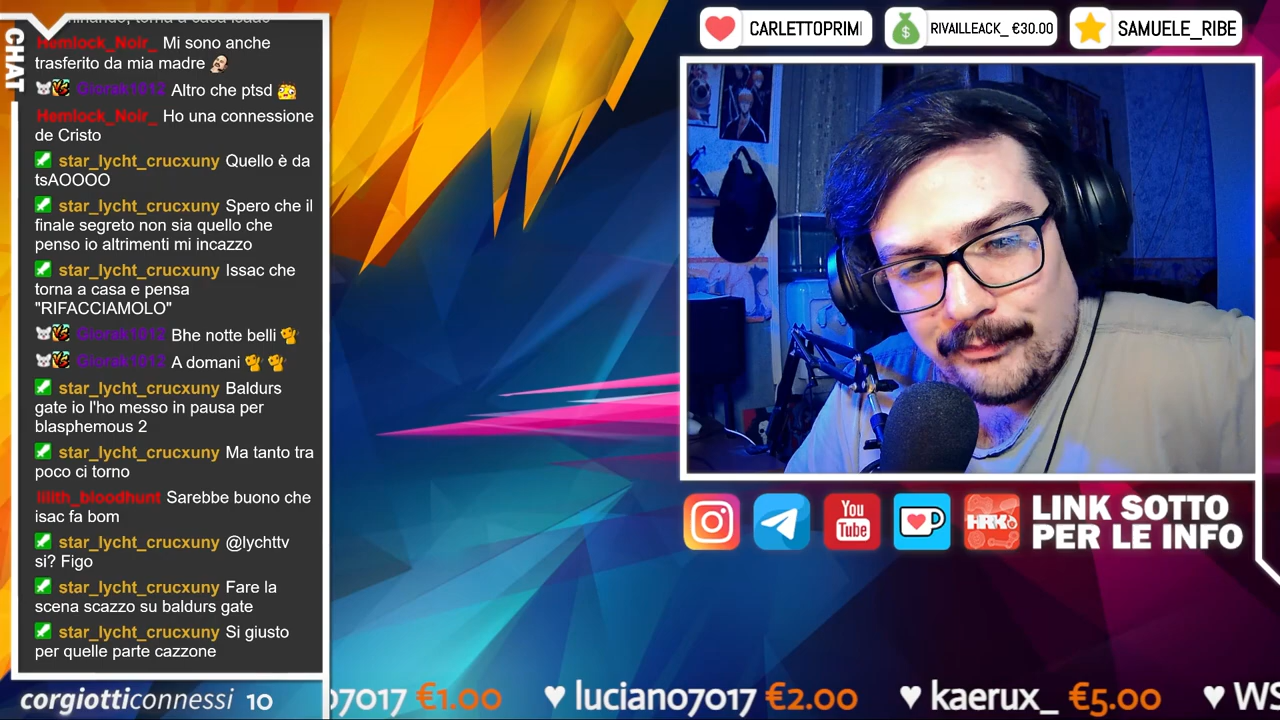 CHAT
Hemlock_Noir_ Mi sono anche
trasferito da mia madre
Altro che ptsd
Hemlock_Noir_ Ho una connessione
de Cristo
star_lycht_crucxuny Quello è da
tsAOOOO
star_lycht_crucxuny Spero che il
finale segreto non sia quello che
penso io altrimenti mi incazzo
star_lycht_crucxuny Issac che
torna a casa e pensa
"RIFACCIAMOLO"
Bhe notte belli
A domani
star_lycht_crucxuny Baldurs
gate io l'ho messo in pausa per
blasphemous 2
star_lycht_crucxuny Ma tanto tra
poco ci torno
lilith_bloodhunt Sarebbe buono che
isac fa bom
star_lycht_crucxuny @lychttv
si? Figo
star_lycht_crucxuny Fare la
scena scazzo su baldurs gate
star_lycht_crucxuny Si giusto
per quelle parte cazzone
corgiotticonnessi 10
CARLETTOPRIM
RIVAILLEACK_ €30.00
SAMUELE_RIBE
You
Tube
HRK
LINK SOTTO
PER LE INFO
07017 €1.00 ♥ luciano7017 €2.00 ♥ kaerux_ €5.00 ♥ WS